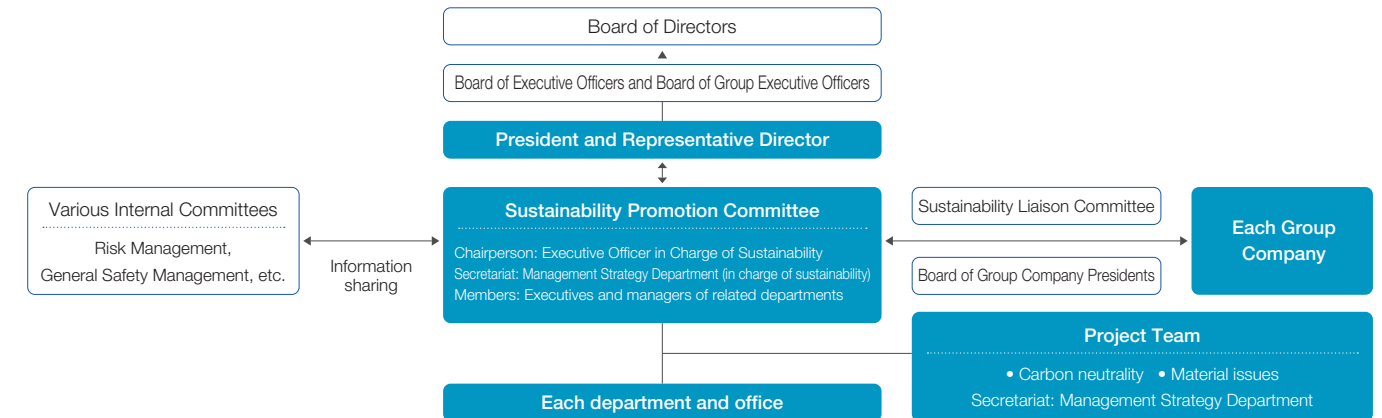 Board of Directors
Board of Executive Officers and Board of Group Executive Officers
President and Representative Director
Various Internal Committees
Risk Management,
General Safety Management, etc.
Information
sharing
Sustainability Promotion Committee
Chairperson: Executive Officer in Charge of Sustainability
Secretariat: Management Strategy Department (in charge of sustainability)
Members: Executives and managers of related departments
Sustainability Liaison Committee
Board of Group Company Presidents
Each Group
Company
Project Team
• Carbon neutrality • Material issues
Secretariat: Management Strategy Department
Each department and office